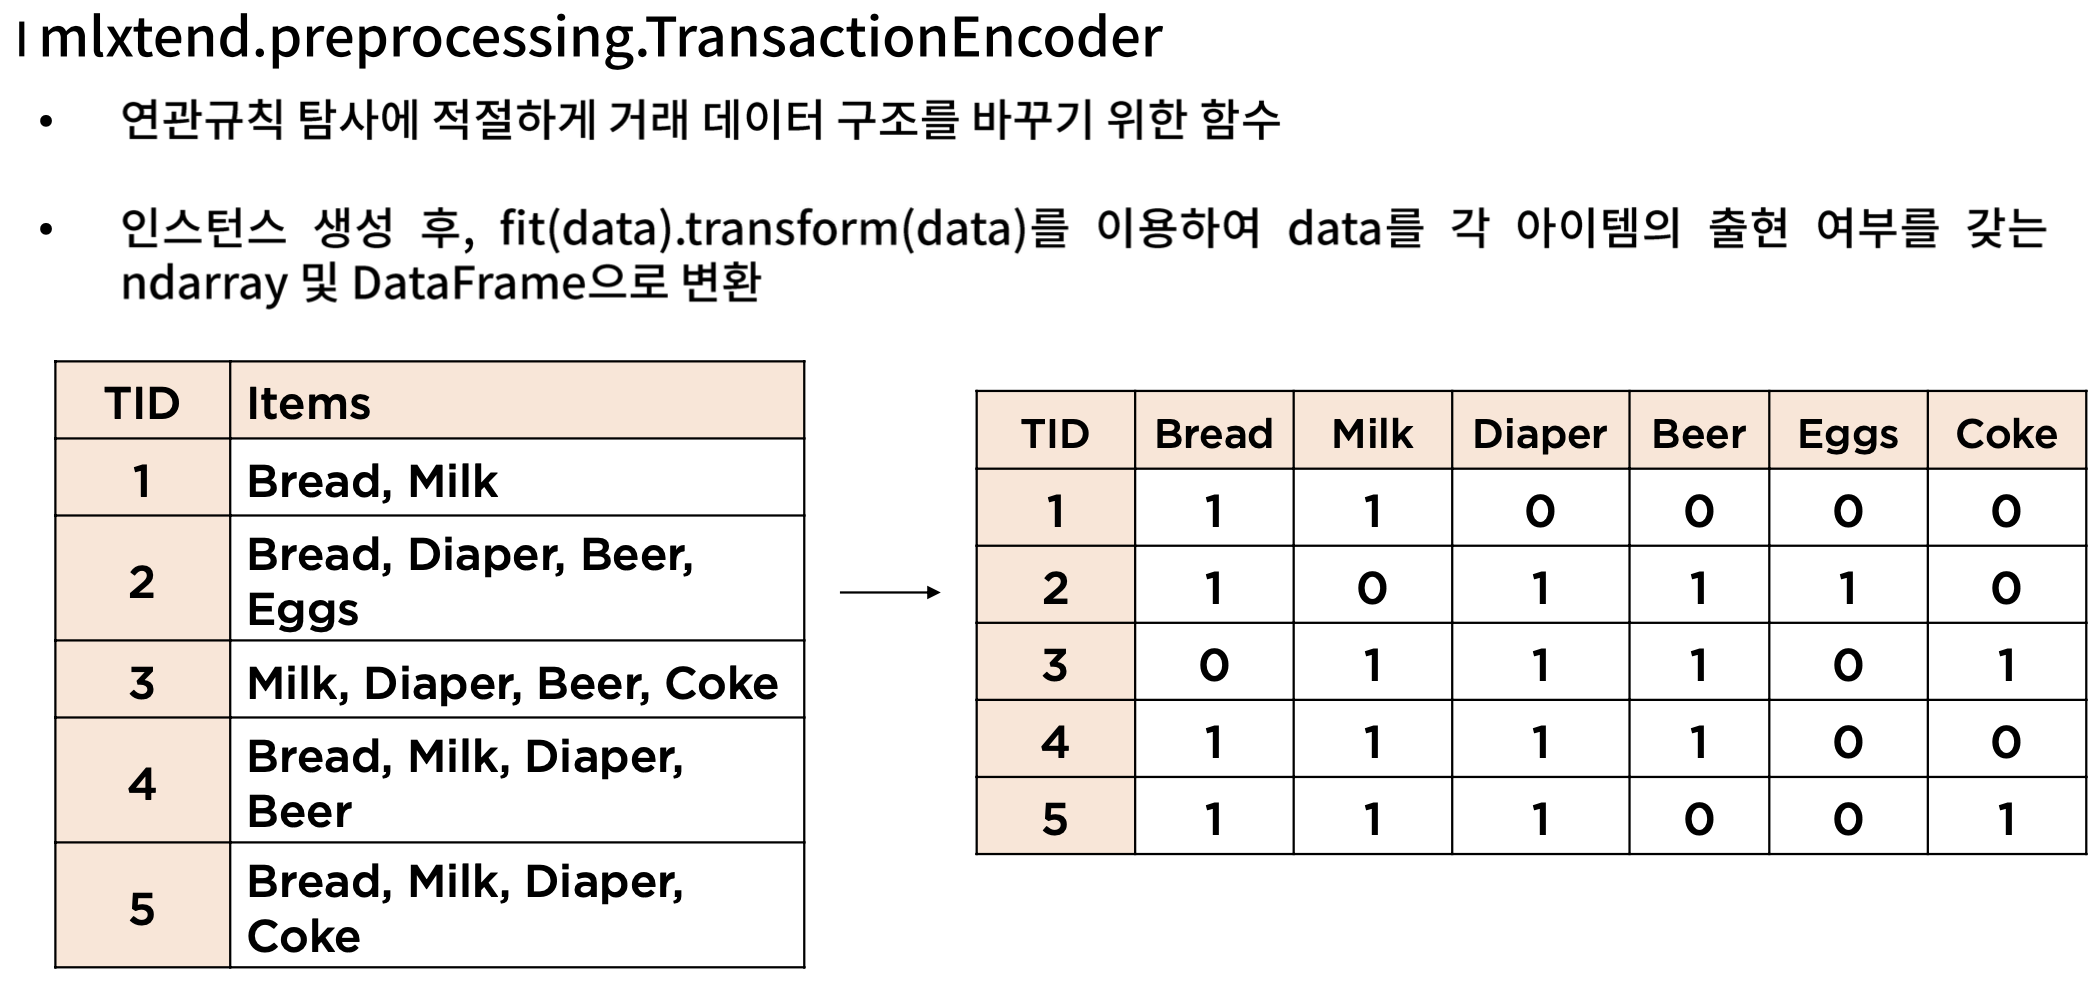 mlxtend.preprocessing.TransactionEncoder
• 연관규칙 탐사에 적절하게 거래 데이터 구조를 바꾸기 위한 함수
• 인스턴스 생성 후, fit(data).transform(data)를 이용하여 data를 각 아이템의 출현 여부를 갖는
ndarray 및 DataFrame으로 변환
TID Items
1 Bread, Milk
2 Bread, Diaper, Beer,
Eggs
3 Milk, Diaper, Beer, Coke
4 Bread, Milk, Diaper,
Beer
5 Bread, Milk, Diaper,
Coke
TID Bread Milk Diaper Beer Eggs Coke
1 1 1 0 0 0 0
2 1 0 1 1 1 0
3 0 1 1 1 0 1
4 1 1 1 1 0 0
5 1 1 1 0 0 1